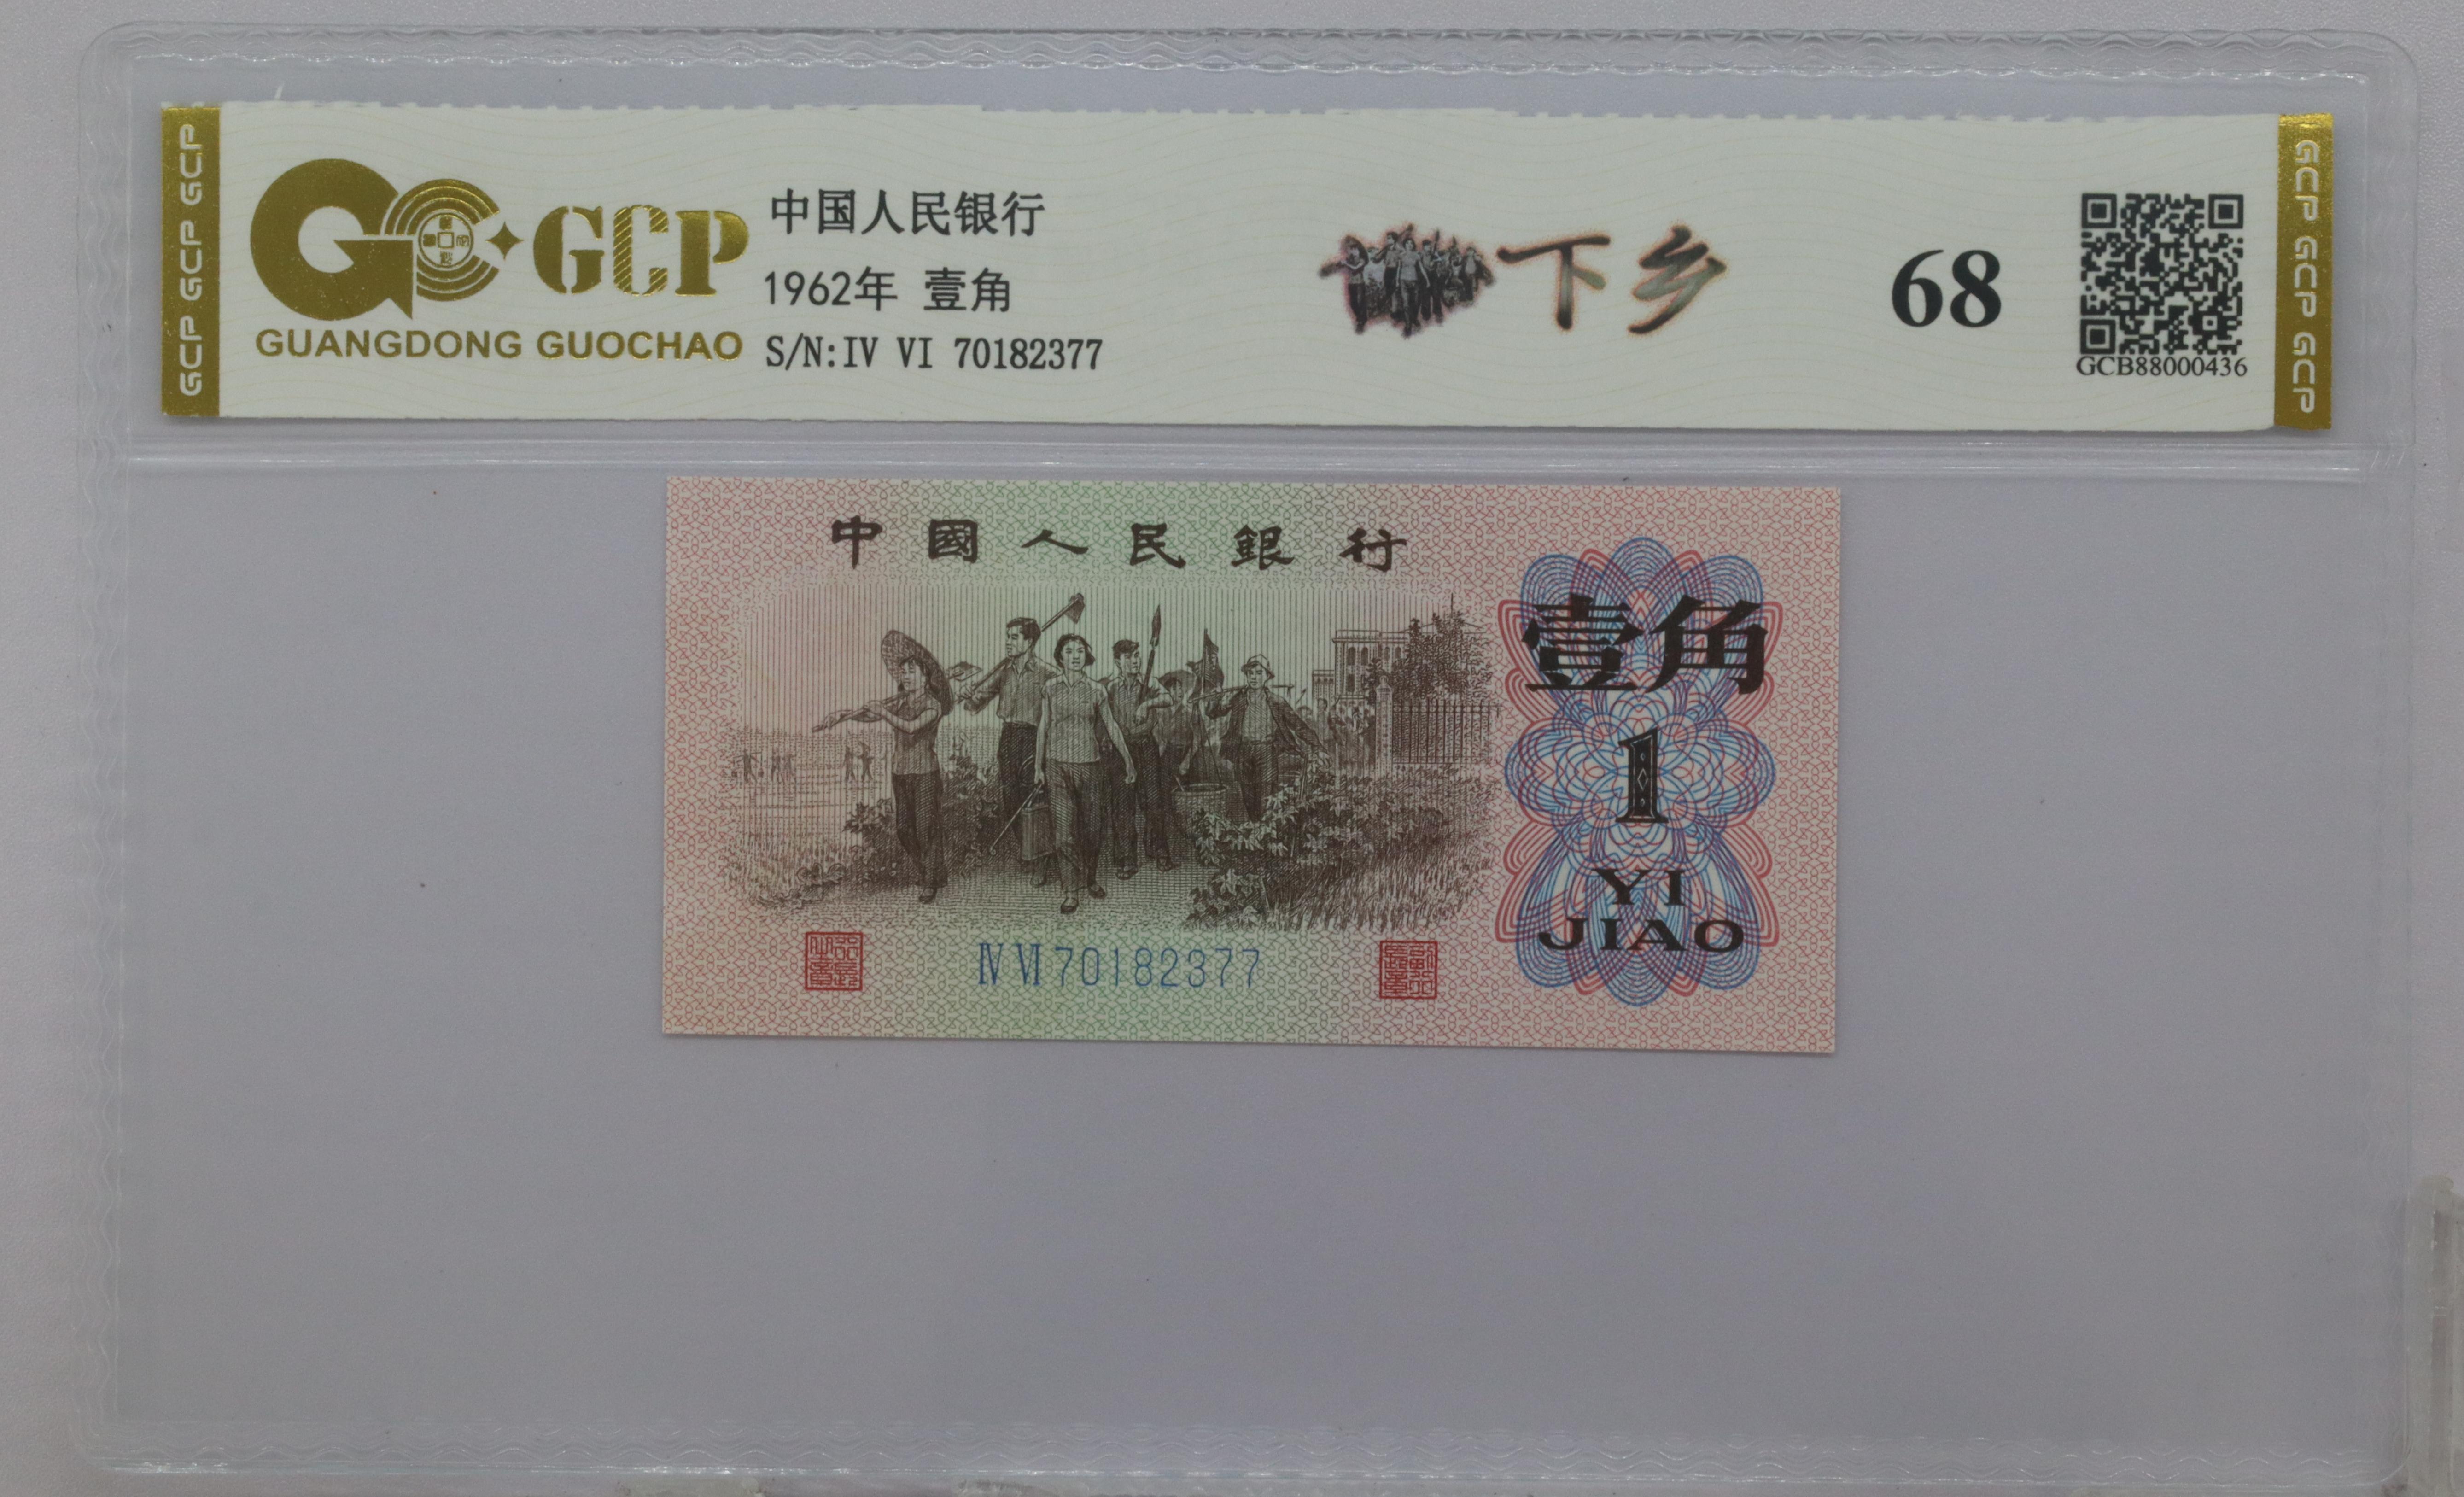 GCP GCP GCP
GCP
GUANGDONG GUOCHAO
中国人民银行
1962年 壹角
S/N:IV VI 70182377
下乡
68
GCB88000436
GCP GCP GCP
中國人民銀行
壹角
1
YI
JIAO
IV VI 70182377